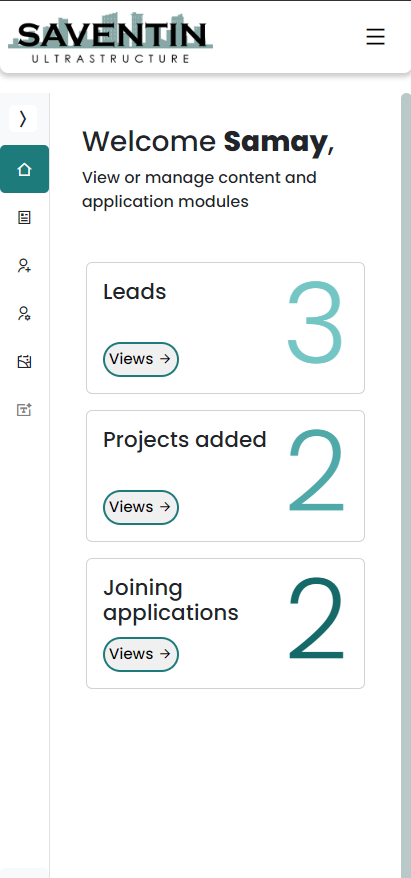 SAVENTIN
ULTRASTRUCTURE
Welcome Samay,
View or manage content and
application modules
Leads
3
Views →
Projects added
2
Views →
Joining
applications
2
Views →